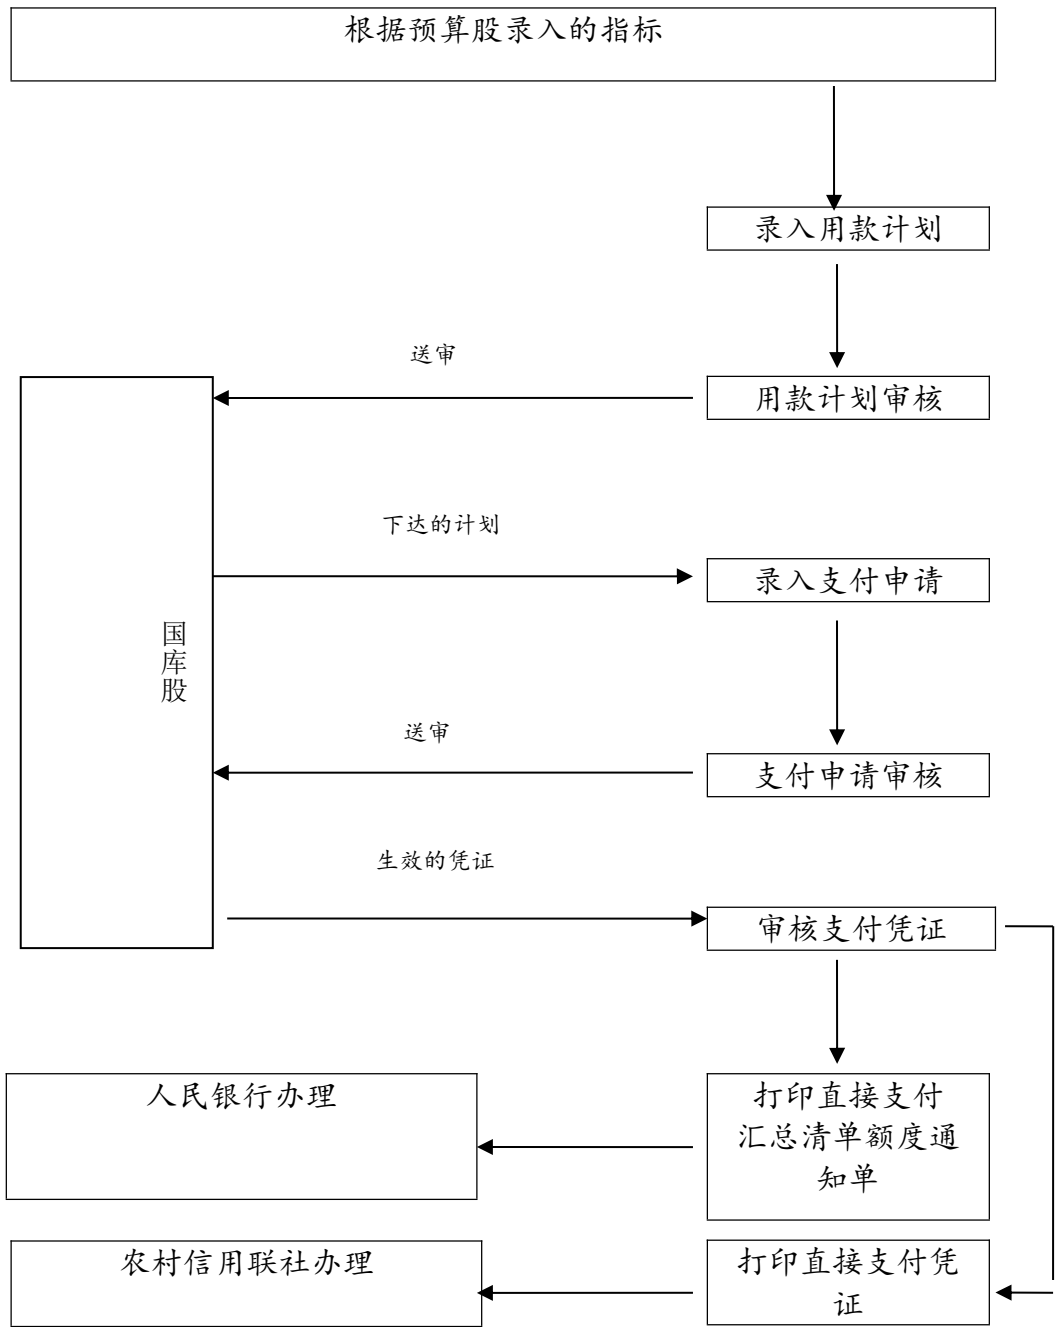 根据预算股录入的指标
录入用款计划
送审
用款计划审核
下达的计划
录入支付申请
国库股
送审
支付申请审核
生效的凭证
审核支付凭证
人民银行办理
打印直接支付
汇总清单额度通
知单
农村信用联社办理
打印直接支付凭
证